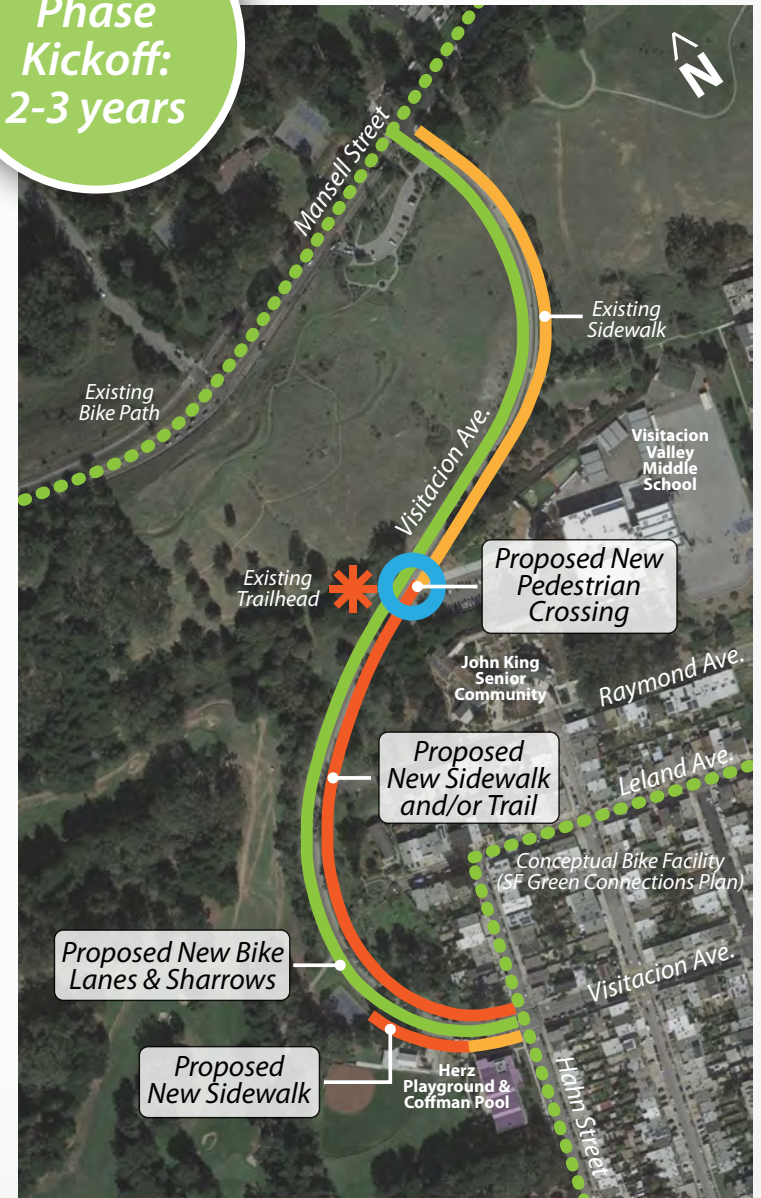 Phase
Kickoff:
2-3 years
N
Mansell Street
Existing
Sidewalk
Existing
Bike Path
Visitacion Ave.
Visitacion
Valley
Middle
School
Existing
Trailhead
Proposed New
Pedestrian
Crossing
John King
Senior
Community
Raymond Ave.
Proposed
New Sidewalk
and/or Trail
Leland Ave.
Conceptual Bike Facility
(SF Green Connections Plan)
Proposed New Bike
Lanes & Sharrows
Visitacion Ave.
Proposed
New Sidewalk
Herz
Playground &
Coffman Pool
Hahn Street